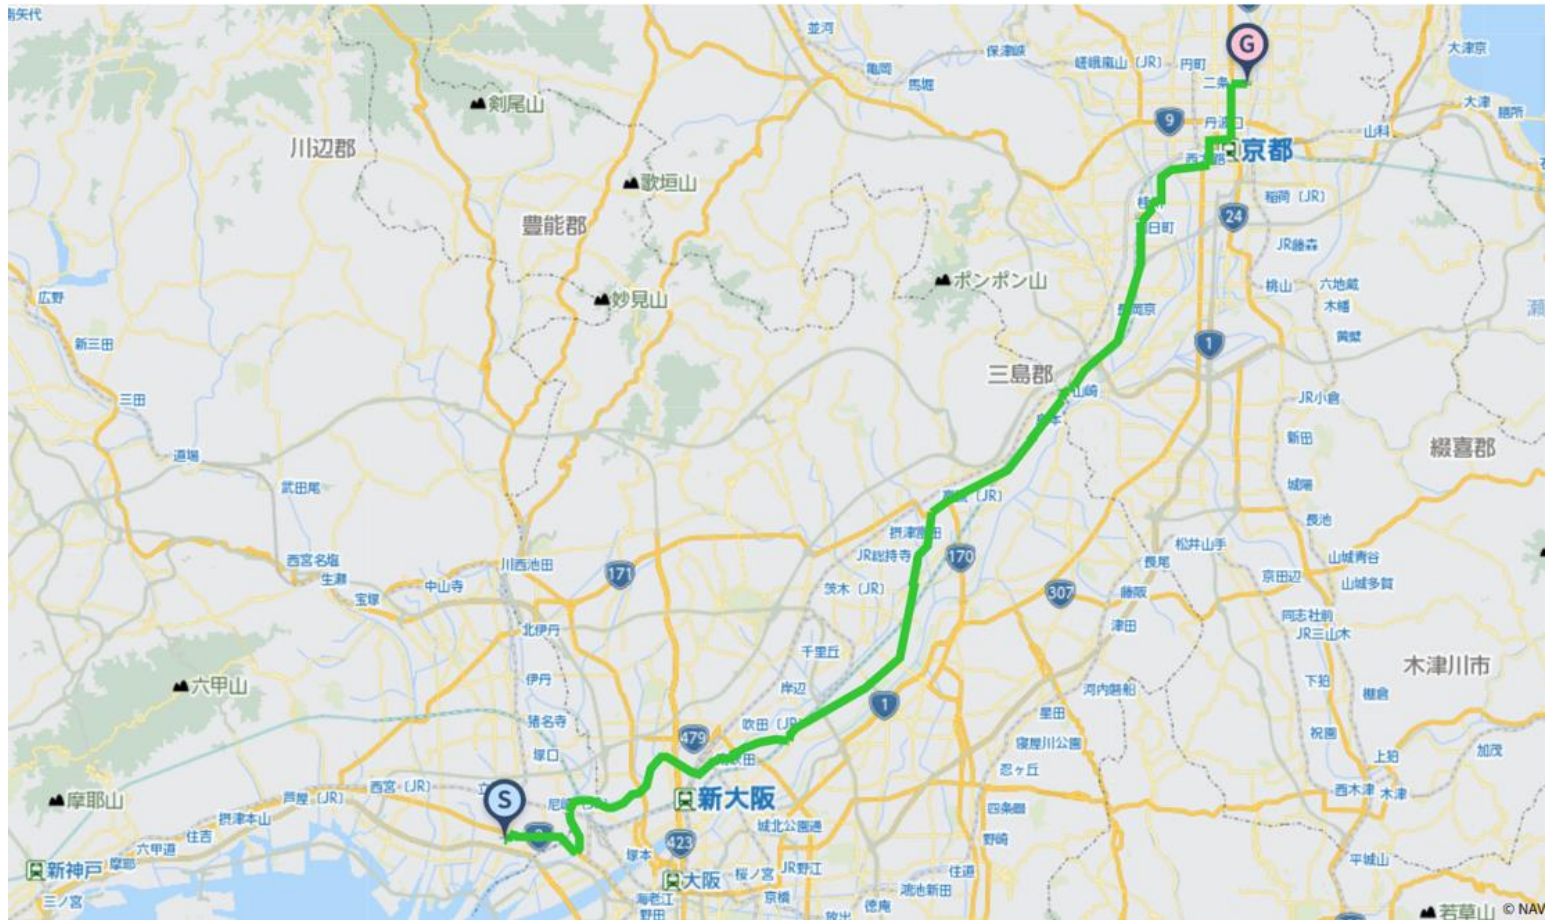 南矢代
並河
保津峡
嵯峨嵐山〔JR〕
円町
G
大津京
亀岡
馬堀
二条
大津
膳所
剣尾山
川辺郡
9
丹波口
山科
京都
歌垣山
豊能郡
稲荷〔JR〕
24
JR藤森
ポンポン山
桃山
六地蔵
木幡
広野
妙見山
長岡京
黄檗
新三田
1
三島郡
山崎
三田
JR小倉
新田
綴喜郡
道場
武田尾
城陽
長池
摂津富田
松井山手
山城青谷
西宮名塩
生瀬
川西池田
171
JR総持寺
170
長尾
京田辺
山城多賀
中山寺
宝塚
茨木〔JR〕
307
藤阪
同志社前
津田
JR三山木
北伊丹
千里丘
木津川市
伊丹
六甲山
岸辺
河内磐船
下狛
棚倉
猪名寺
吹田〔JR〕
1
星田
祝園
塚口
479
寝屋川公園
上狛
加茂
忍ヶ丘
西宮〔JR〕
芦屋〔JR〕
S
新大阪
西木津
木津
摩耶山
摂津本山
四条畷
住吉
城北公園通
野崎
六甲道
423
塚本
平城山
新神戸
摩耶
大阪
桜ノ宮
JR野江
住道
三ノ宮
海老江
京橋
鴻池新田
野田
放出
徳庵
若草山
© NAV